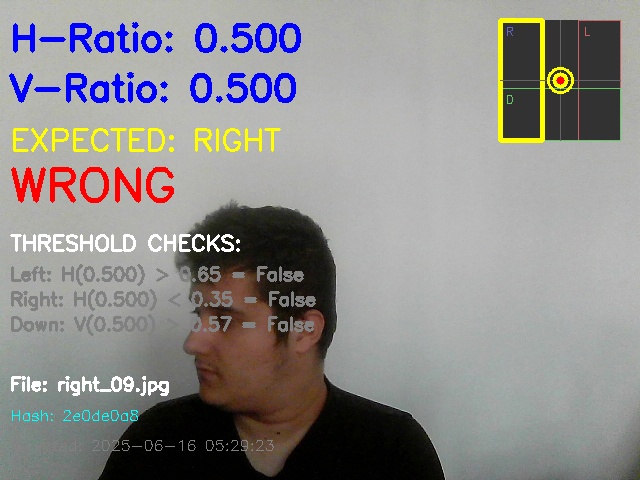 H-Ratio: 0.500
V-Ratio: 0.500
EXPECTED: RIGHT
WRONG
THRESHOLD CHECKS:
Left: H(0.500) > 0.65 = False
Right: H(0.500) < 0.35 = False
Down: V(0.500) > 0.57 = False
File: right_09.jpg
Hash: 2e0de0a8
2025-06-16 05:29:23
R
L
D